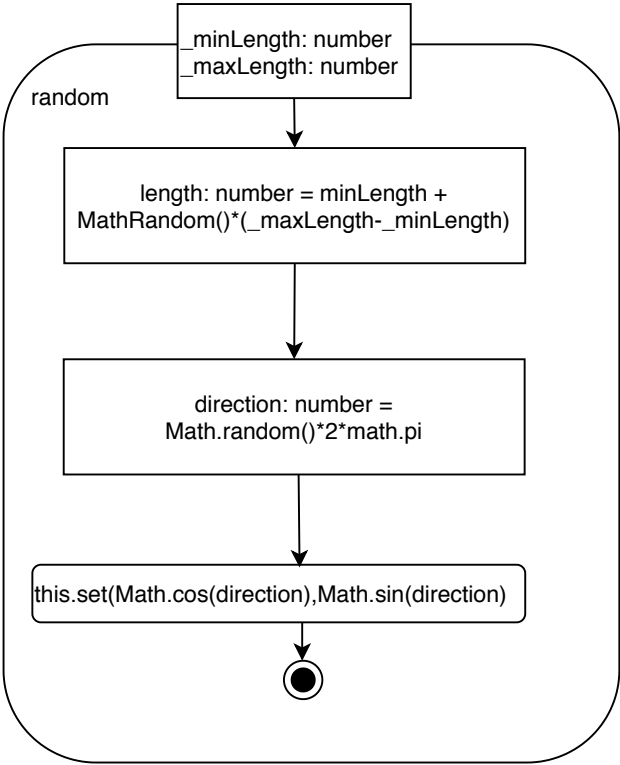 _minLength: number
_maxLength: number
random
length: number = minLength +
MathRandom()*(_maxLength-_minLength)
direction: number =
Math.random()*2*math.pi
this.set(Math.cos(direction),Math.sin(direction)